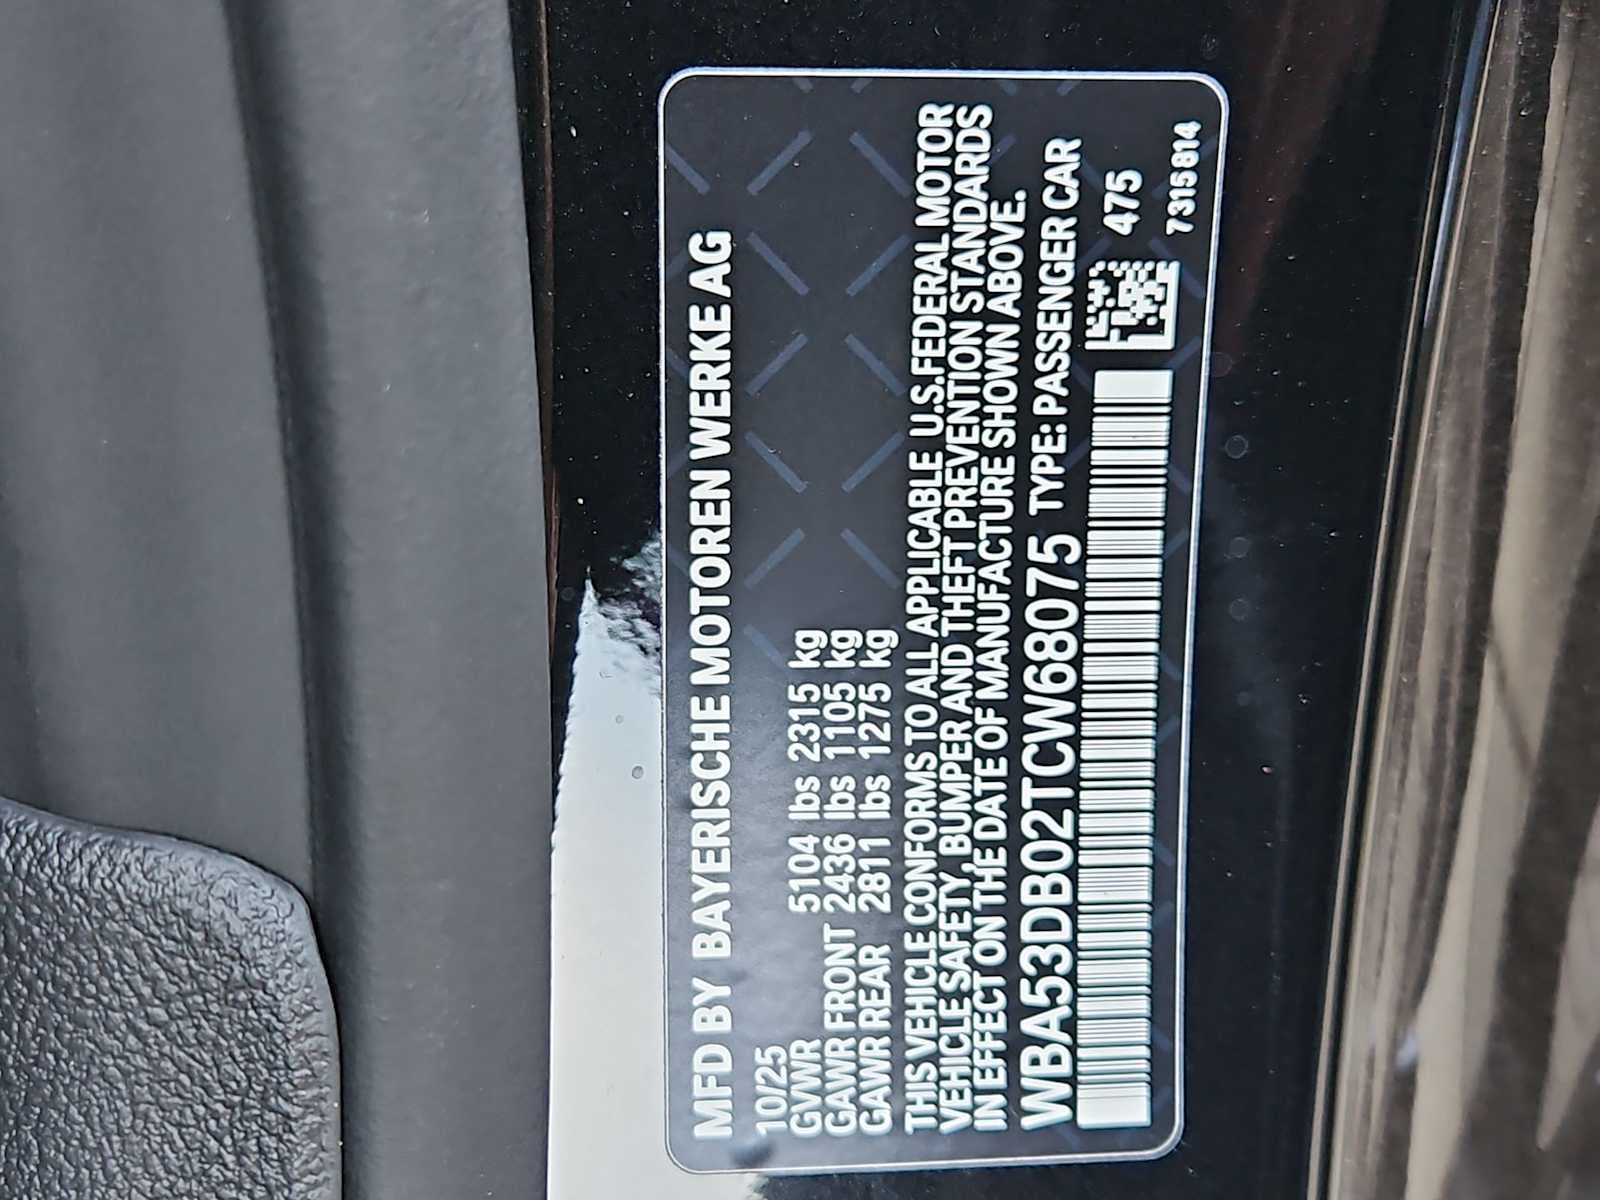 MFD BY BAYERISCHE MOTOREN WERKE AG
10/25
GVWR 5104 lbs 2315 kg
GAWR FRONT 2436 lbs 1105 kg
GAWR REAR 2811 lbs 1275 kg
THIS VEHICLE CONFORMS TO ALL APPLICABLE U.S.FEDERAL MOTOR
VEHICLE SAFETY, BUMPER AND THEFT PREVENTION STANDARDS
IN EFFECT ON THE DATE OF MANUFACTURE SHOWN ABOVE.
WBA53DB02TCW68075 TYPE: PASSENGER CAR
475
7315814